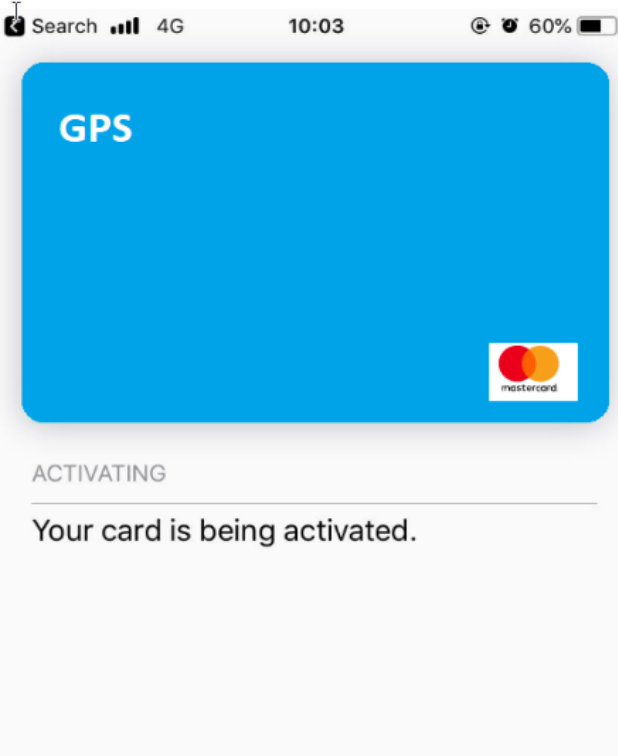 Search 4G 10:03 60%
GPS
mastercard
ACTIVATING
Your card is being activated.